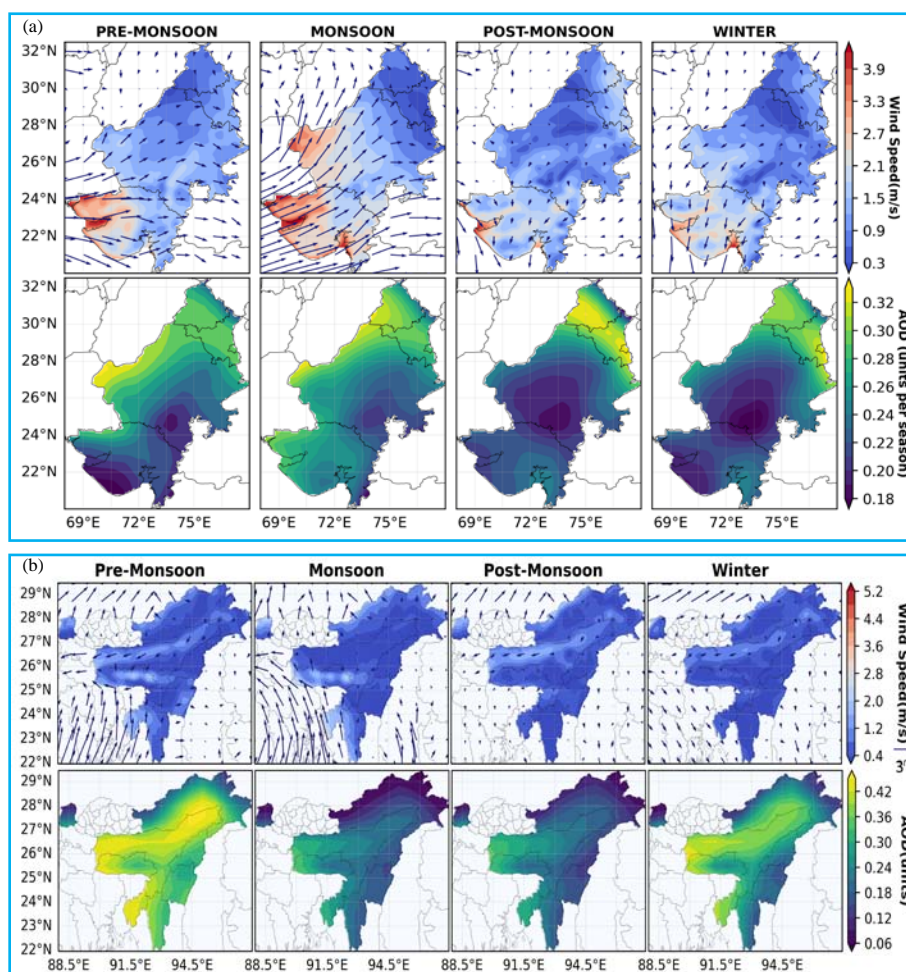 (a)
PRE-MONSOON MONSOON POST-MONSOON WINTER
32°N
30°N
28°N
26°N
24°N
22°N
3.9
3.3
2.7
2.1
1.5
0.9
0.3
Wind Speed(m/s)
32°N
30°N
28°N
26°N
24°N
22°N
0.32
0.28
0.26
0.24
0.20
0.18
AOD (units per season)
69°E 72°E 75°E 69°E 72°E 75°E 69°E 72°E 75°E 69°E 72°E 75°E
(b)
Pre-Monsoon Monsoon Post-Monsoon Winter
29°N
28°N
27°N
26°N
25°N
24°N
23°N
22°N
5.2
4.4
3.6
2.8
2.0
1.2
0.4
Wind Speed(m/s)
29°N
28°N
27°N
26°N
25°N
24°N
23°N
22°N
0.42
0.36
0.30
0.24
0.18
0.12
0.06
AOD(units)
88.5°E 91.5°E 94.5°E 88.5°E 91.5°E 94.5°E 88.5°E 91.5°E 94.5°E 88.5°E 91.5°E 94.5°E